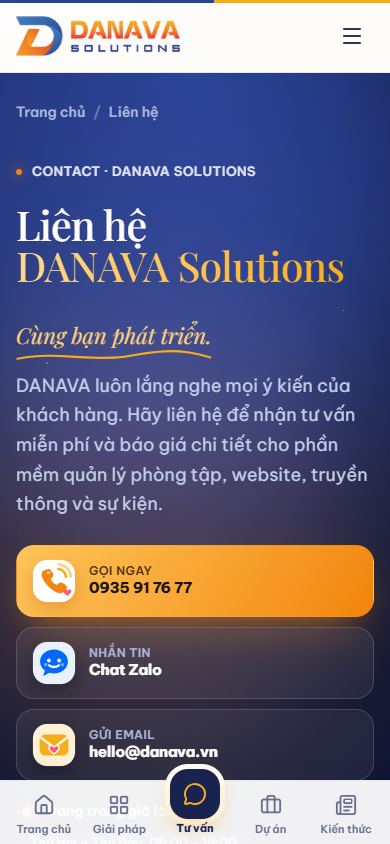 DANAVA
SOLUTIONS
Trang chủ / Liên hệ
CONTACT · DANAVA SOLUTIONS
Liên hệ
DANAVA Solutions
Cùng bạn phát triển.
DANAVA luôn lắng nghe mọi ý kiến của
khách hàng. Hãy liên hệ để nhận tư vấn
miễn phí và báo giá chi tiết cho phần
mềm quản lý phòng tập, website, truyền
thông và sự kiện.
GỌI NGAY
0935 91 76 77
NHẮN TIN
Chat Zalo
GỬI EMAIL
hello@danava.vn
Trang chủ
Giải pháp
Tư vấn
Dự án
Kiến thức